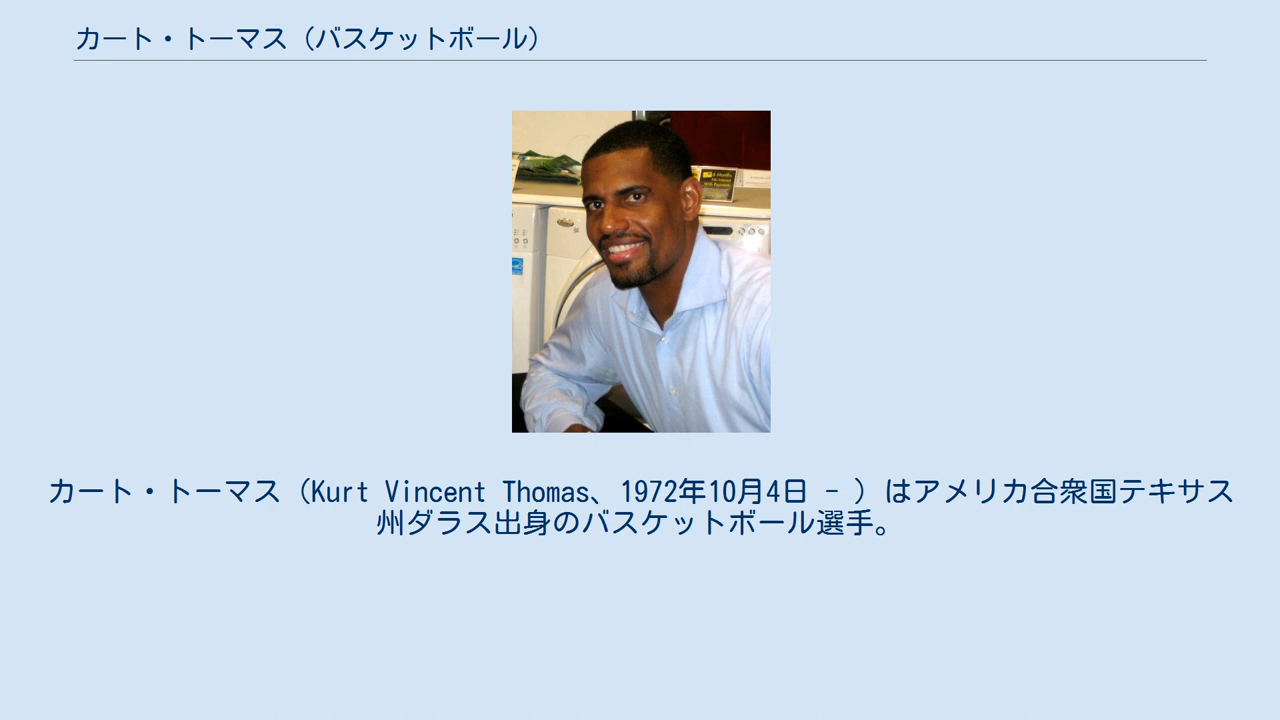 カート・トーマス（バスケットボール）
カート・トーマス（Kurt Vincent Thomas、1972年10月4日 - ）はアメリカ合衆国テキサス
州ダラス出身のバスケットボール選手。